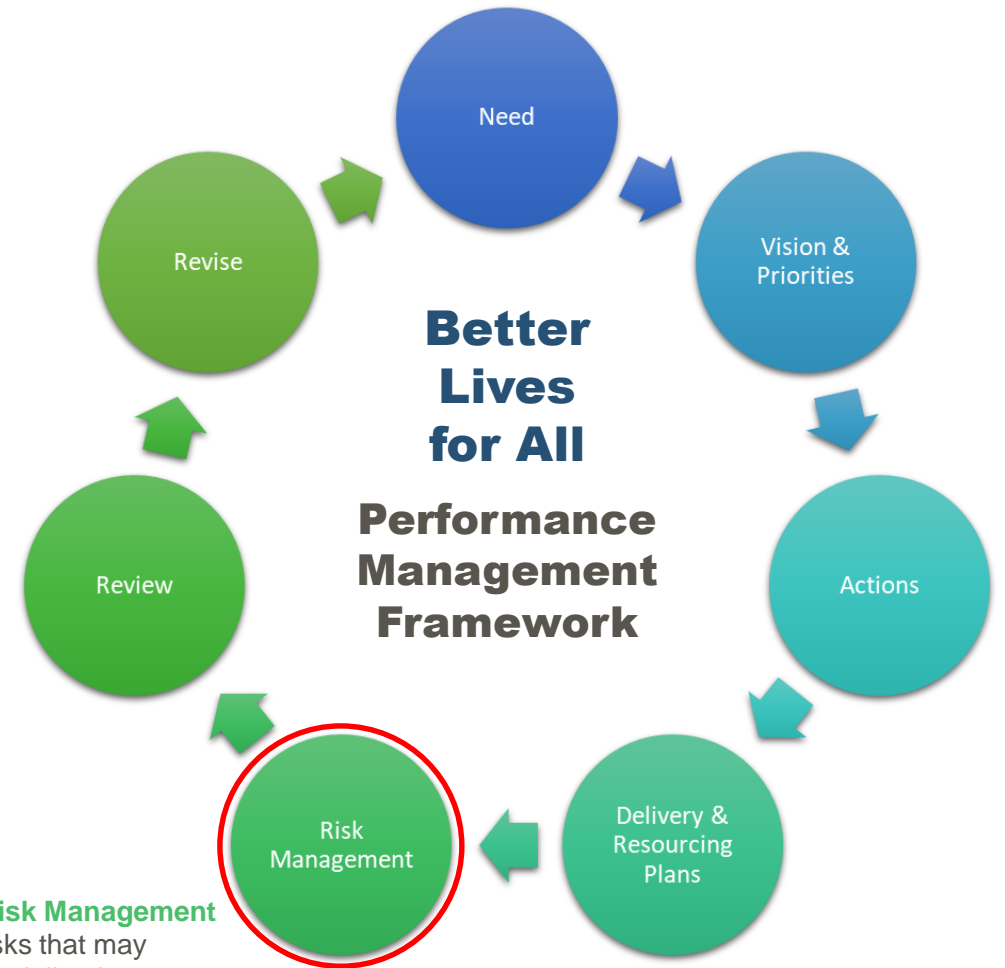 Need
Vision &
Priorities
Actions
Delivery &
Resourcing
Plans
Risk
Management
Review
Revise
Better
Lives
for All
Performance
Management
Framework
isk Management
sks that may